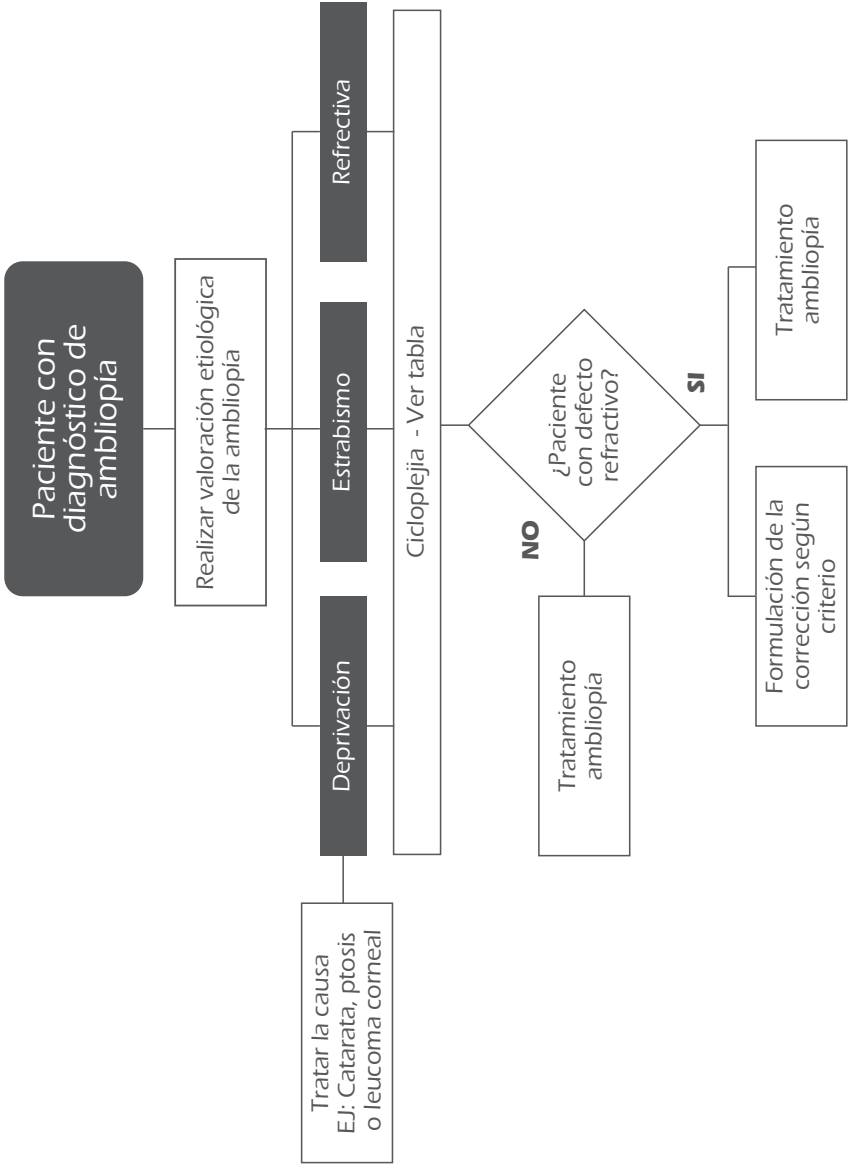 Paciente con
diagnóstico de
ambliopía
Realizar valoración etiológica
de la ambliopía
Deprivación
Estrabismo
Refrectiva
Tratar la causa
EJ: Catarata, ptosis
o leucoma corneal
Cicloplejia - Ver tabla
¿Paciente
con defecto
refractivo?
NO
SI
Tratamiento
ambliopía
Formulación de la
corrección según
criterio
Tratamiento
ambliopía